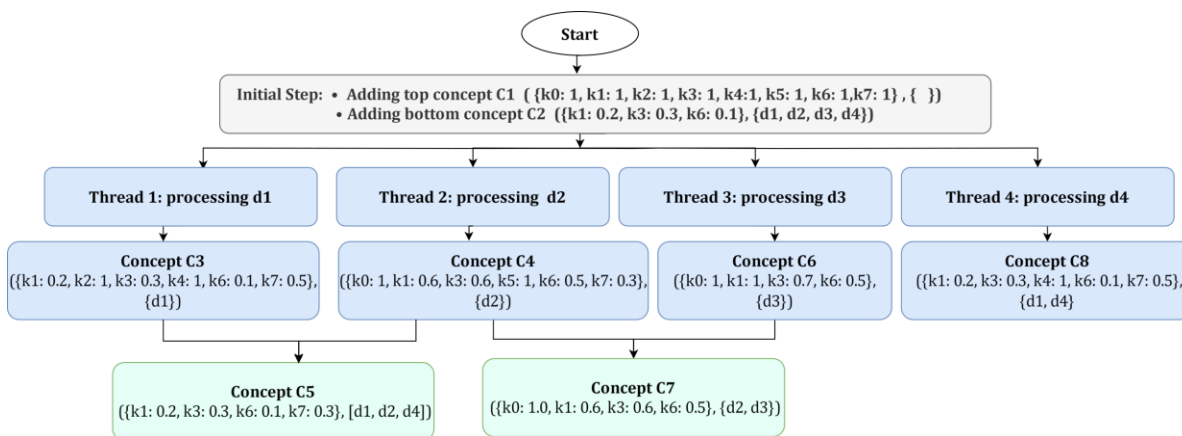 Start
Initial Step: • Adding top concept C1 ( {k0: 1, k1: 1, k2: 1, k3: 1, k4:1, k5: 1, k6: 1,k7: 1} , { })
• Adding bottom concept C2 ({k1: 0.2, k3: 0.3, k6: 0.1}, {d1, d2, d3, d4})
Thread 1: processing d1
Thread 2: processing d2
Thread 3: processing d3
Thread 4: processing d4
Concept C3
({k1: 0.2, k2: 1, k3: 0.3, k4: 1, k6: 0.1, k7: 0.5},
{d1})
Concept C4
({k0: 1, k1: 0.6, k3: 0.6, k5: 1, k6: 0.5, k7: 0.3},
{d2})
Concept C6
({k0: 1, k1: 1, k3: 0.7, k6: 0.5},
{d3})
Concept C8
({k1: 0.2, k3: 0.3, k4: 1, k6: 0.1, k7: 0.5},
{d1, d4}
Concept C5
({k1: 0.2, k3: 0.3, k6: 0.1, k7: 0.3}, [d1, d2, d4])
Concept C7
({k0: 1.0, k1: 0.6, k3: 0.6, k6: 0.5}, {d2, d3})